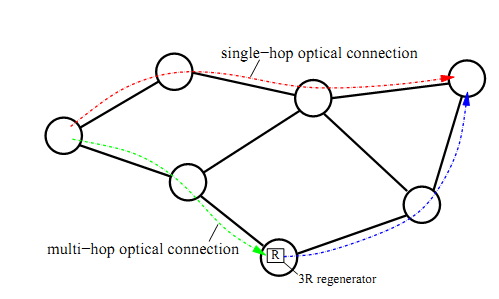 single-hop optical connection
multi-hop optical connection
R
3R regenerator